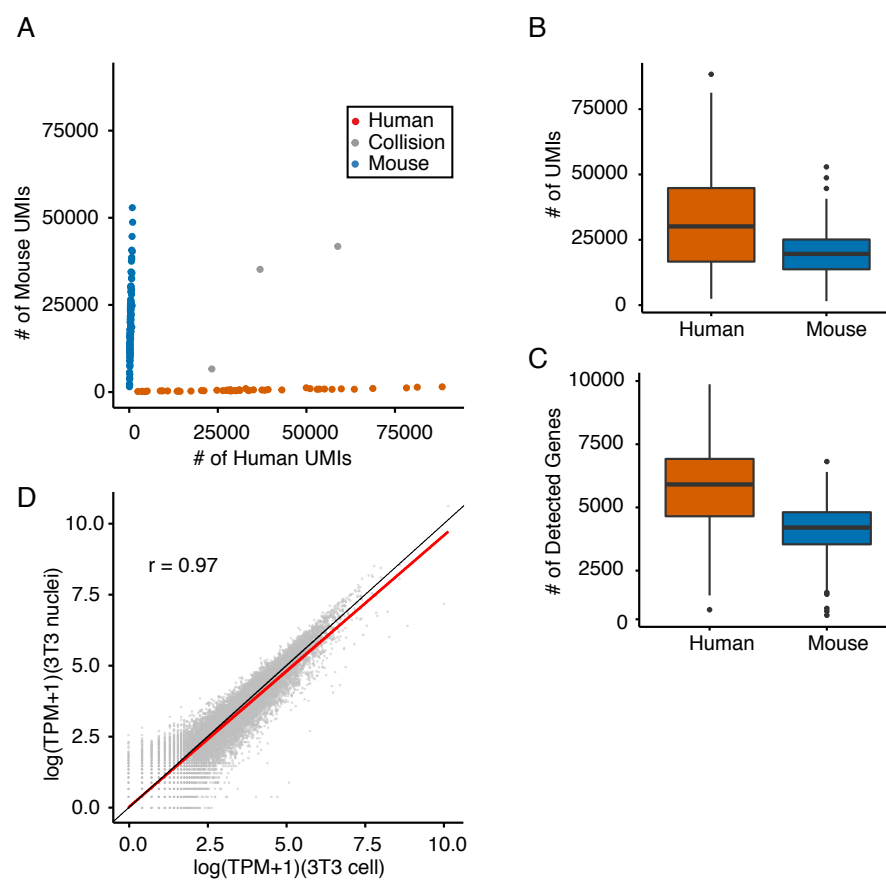 A
# of Mouse UMIs
75000
50000
25000
0
Human
Collision
Mouse
0 25000 50000 75000
# of Human UMIs
B
# of UMIs
75000
50000
25000
0
Human Mouse
C
# of Detected Genes
10000
7500
5000
2500
0
Human Mouse
D
log(TPM+1)(3T3 nuclei)
10.0
7.5
5.0
2.5
0.0
r = 0.97
0.0 2.5 5.0 7.5 10.0
log(TPM+1)(3T3 cell)